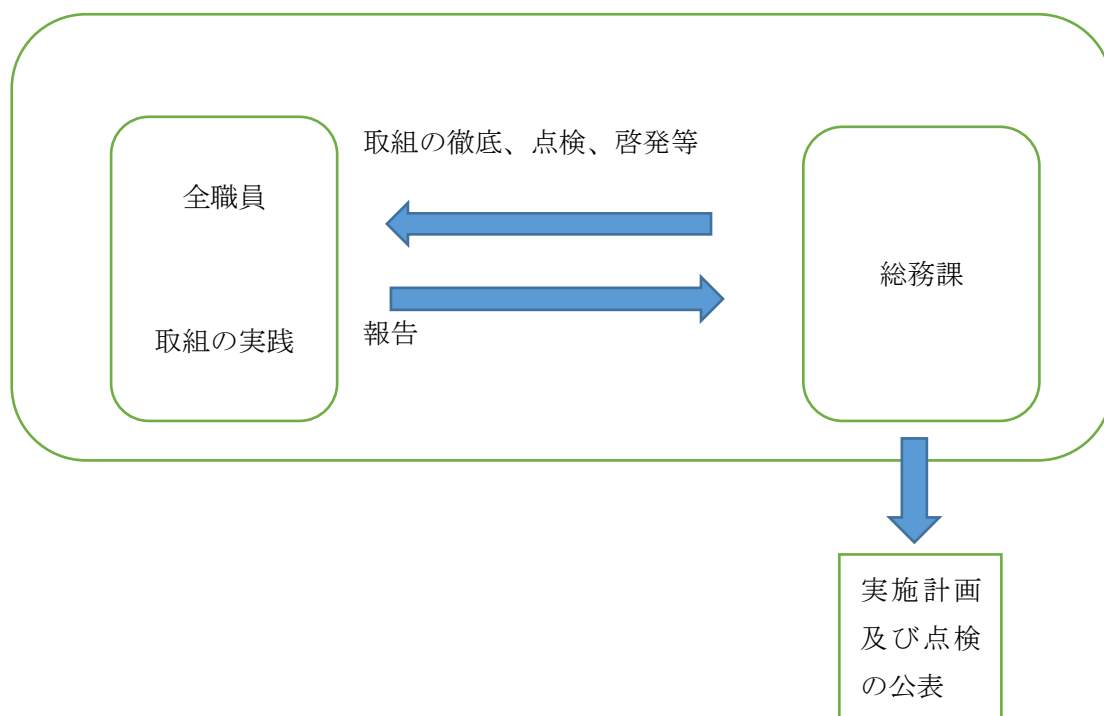 取組の徹底、点検、啓発等
全職員
取組の実践
報告
総務課
実施計画
及び点検
の公表